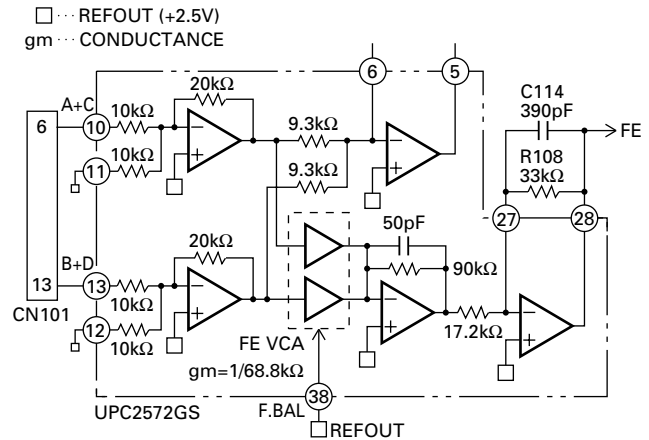 □ ··· REFOUT (+2.5V)
gm ··· CONDUCTANCE
6 5
A+C 10kΩ 20kΩ
6 10
9.3kΩ
C114
390pF
FE
10kΩ
11
9.3kΩ
R108
33kΩ
27 28
50pF
B+D 20kΩ
90kΩ
13 13
CN101
10kΩ
12
10kΩ
FE VCA
17.2kΩ
gm=1/68.8kΩ
UPC2572GS
F.BAL
38
REFOUT
− + − + − + − + − +